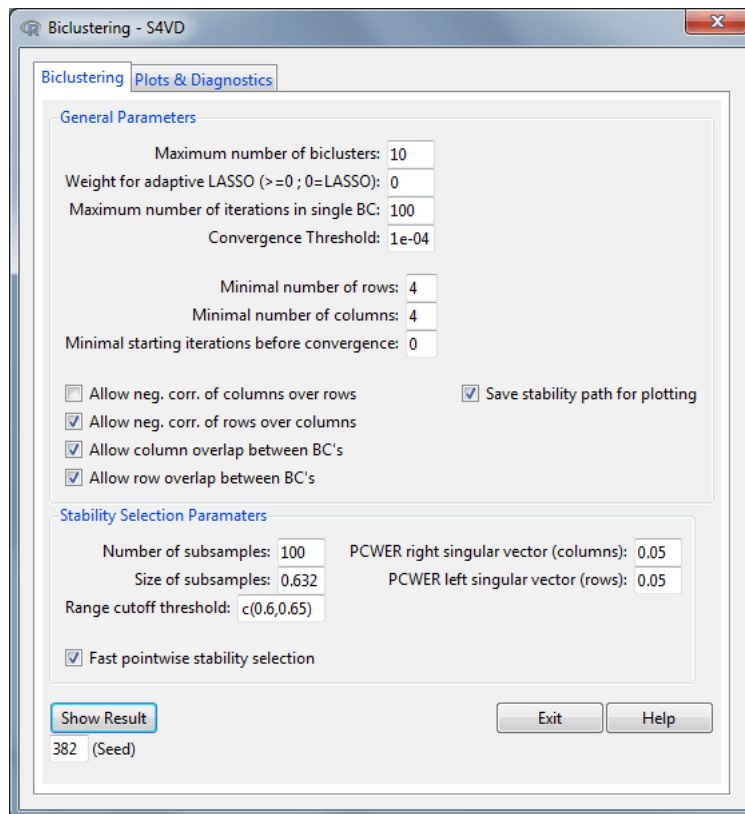 Biclustering - S4VD
Biclustering Plots & Diagnostics
General Parameters
Maximum number of biclusters: 10
Weight for adaptive LASSO (>=0 ; 0=LASSO): 0
Maximum number of iterations in single BC: 100
Convergence Threshold: 1e-04
Minimal number of rows: 4
Minimal number of columns: 4
Minimal starting iterations before convergence: 0
Allow neg. corr. of columns over rows Save stability path for plotting
Allow neg. corr. of rows over columns
Allow column overlap between BC's
Allow row overlap between BC's
Stability Selection Paramaters
Number of subsamples: 100 PCWER right singular vector (columns): 0.05
Size of subsamples: 0.632 PCWER left singular vector (rows): 0.05
Range cutoff threshold: c(0.6,0.65)
Fast pointwise stability selection
Show Result Exit Help
382 (Seed)